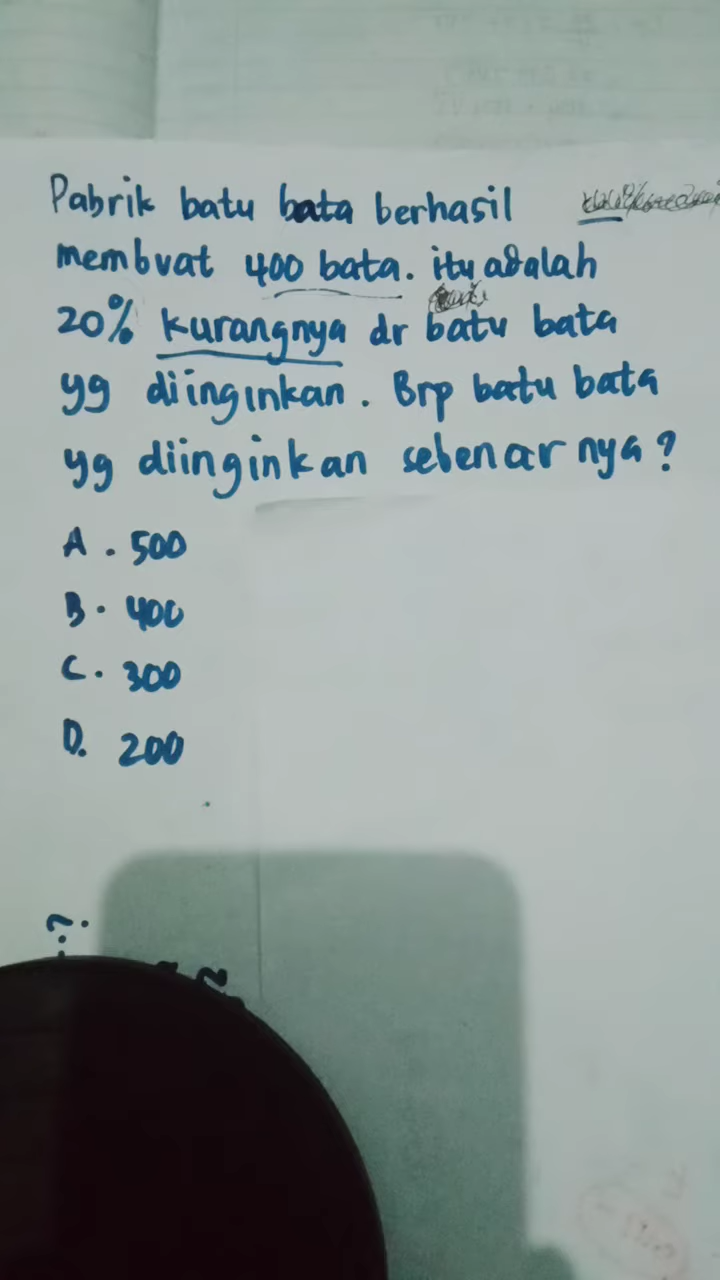 Pabrik batu bata berhasil
membuat 400 bata. itu adalah
20% kurangnya dr batu bata
yg diinginkan. Brp batu bata
yg diinginkan sebenarnya?
A. 500
B. 400
C. 300
D. 200